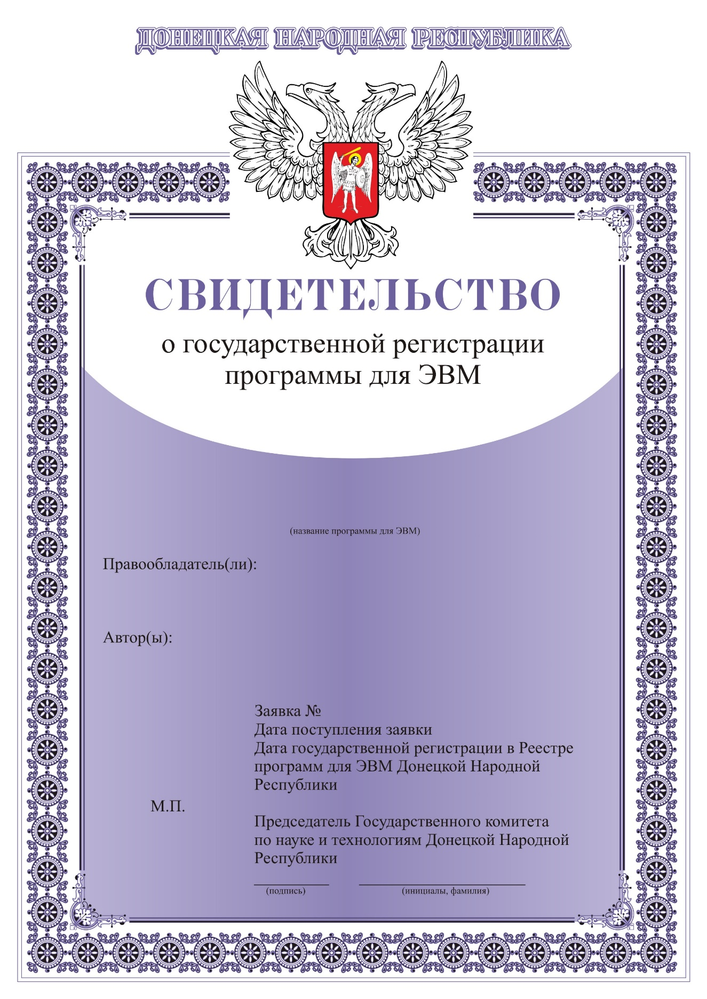 ДОНЕЦКАЯ НАРОДНАЯ РЕСПУБЛИКА
СВИДЕТЕЛЬСТВО
о государственной регистрации
программы для ЭВМ
(название программы для ЭВМ)
Правообладатель(ли):
Автор(ы):
Заявка №
Дата поступления заявки
Дата государственной регистрации в Реестре
программ для ЭВМ Донецкой Народной
Республики
М.П.
Председатель Государственного комитета
по науке и технологиям Донецкой Народной
Республики
(подпись) (инициалы, фамилия)